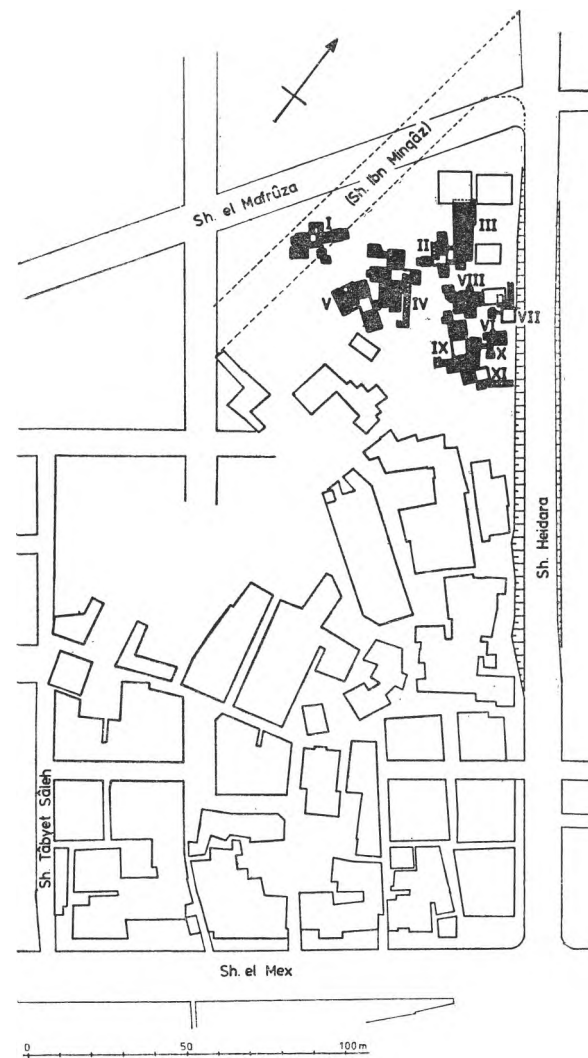 Sh. el Mafrûza
(Sh. Ibn Minqâz)
I
II
III
VIII
V
IV
VI
VII
IX
X
XI
Sh. Heidara
Sh. Tâbyet Sâleh
Sh. el Mex
0 50 100 m